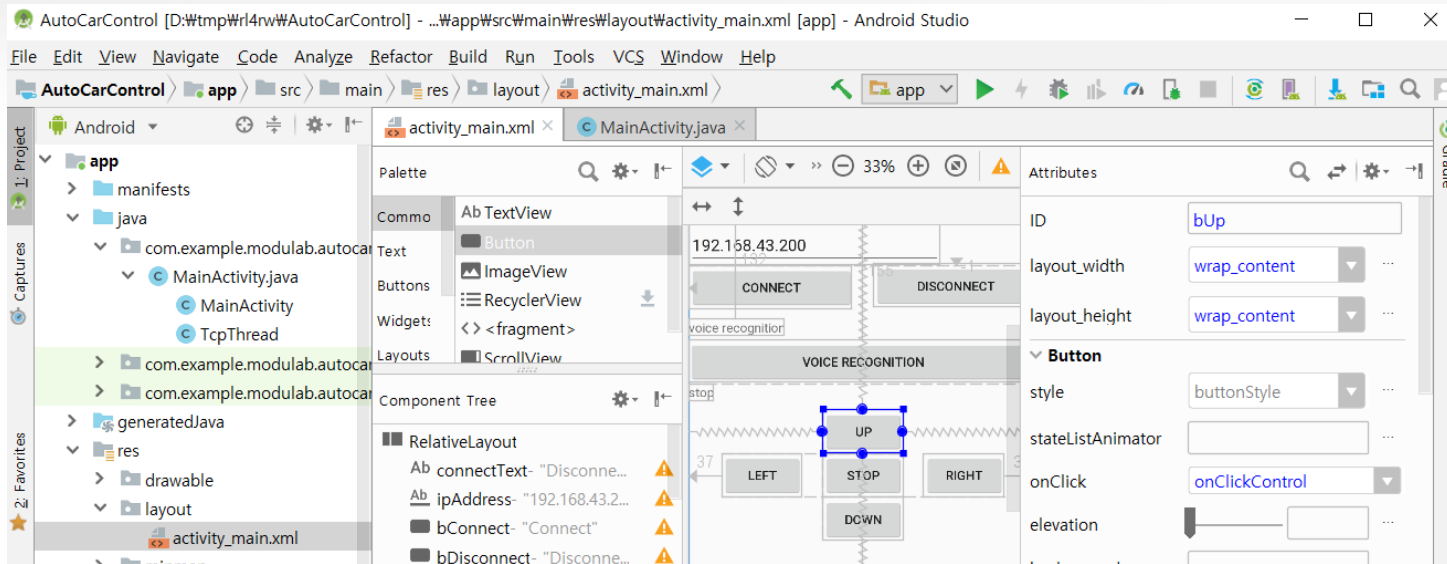 AutoCarControl [D:₩tmp₩rl4rw₩AutoCarControl] - ...₩app₩src₩main₩res₩layout₩activity_main.xml [app] - Android Studio
File Edit View Navigate Code Analyze Refactor Build Run Tools VCS Window Help
AutoCarControl app src main res layout activity_main.xml app
1: Project
Captures
2: Favorites
Android
app
manifests
java
com.example.modulab.autocar
MainActivity.java
MainActivity
TcpThread
com.example.modulab.autocar
com.example.modulab.autocar
generatedJava
res
drawable
layout
activity_main.xml
activity_main.xml MainActivity.java
Palette
Commo
Text
Buttons
Widgets
Layouts
Ab TextView
Button
ImageView
RecyclerView
<> <fragment>
ScrollView
Component Tree
RelativeLayout
Ab connectText- "Disconne...
Ab ipAddress- "192.168.43.2...
bConnect- "Connect"
bDisconnect- "Disconne...
33%
192.168.43.200
132
155
CONNECT DISCONNECT
voice recognition
VOICE RECOGNITION
stop
UP
37
LEFT STOP RIGHT
DOWN
Attributes
ID bUp
layout_width wrap_content ...
layout_height wrap_content ...
Button
style buttonStyle ...
stateListAnimator ...
onClick onClickControl
elevation ...